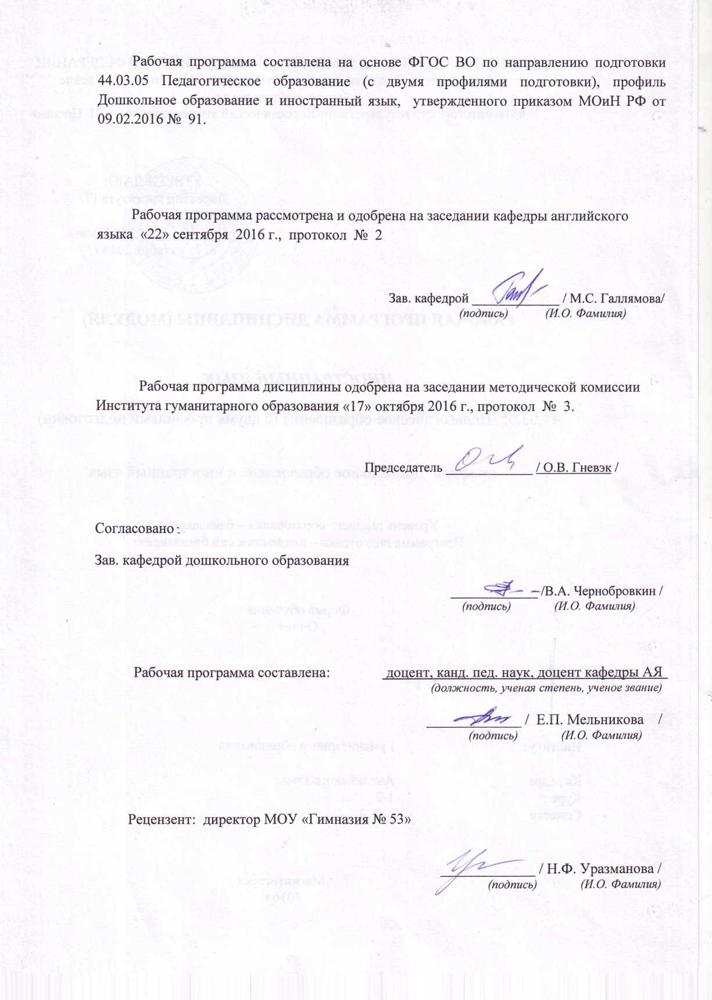 Рабочая программа составлена на основе ФГОС ВО по направлению подготовки
44.03.05 Педагогическое образование (с двумя профилями подготовки), профиль
Дошкольное образование и иностранный язык, утвержденного приказом МОиН РФ от
09.02.2016 № 91.
Рабочая программа рассмотрена и одобрена на заседании кафедры английского
языка «22» сентября 2016 г., протокол № 2
Зав. кафедрой ____________ / М.С. Галлямова/
(подпись) (И.О. Фамилия)
Рабочая программа дисциплины одобрена на заседании методической комиссии
Института гуманитарного образования «17» октября 2016 г., протокол № 3.
Председатель ____________ / О.В. Гневэк /
Согласовано:
Зав. кафедрой дошкольного образования
____________ /В.А. Чернобровкин /
(подпись) (И.О. Фамилия)
Рабочая программа составлена: доцент, канд. пед. наук, доцент кафедры АЯ
(должность, ученая степень, ученое звание)
_____________ / Е.П. Мельникова /
(подпись) (И.О. Фамилия)
Рецензент: директор МОУ «Гимназия № 53»
_____________ / Н.Ф. Уразманова /
(подпись) (И.О. Фамилия)